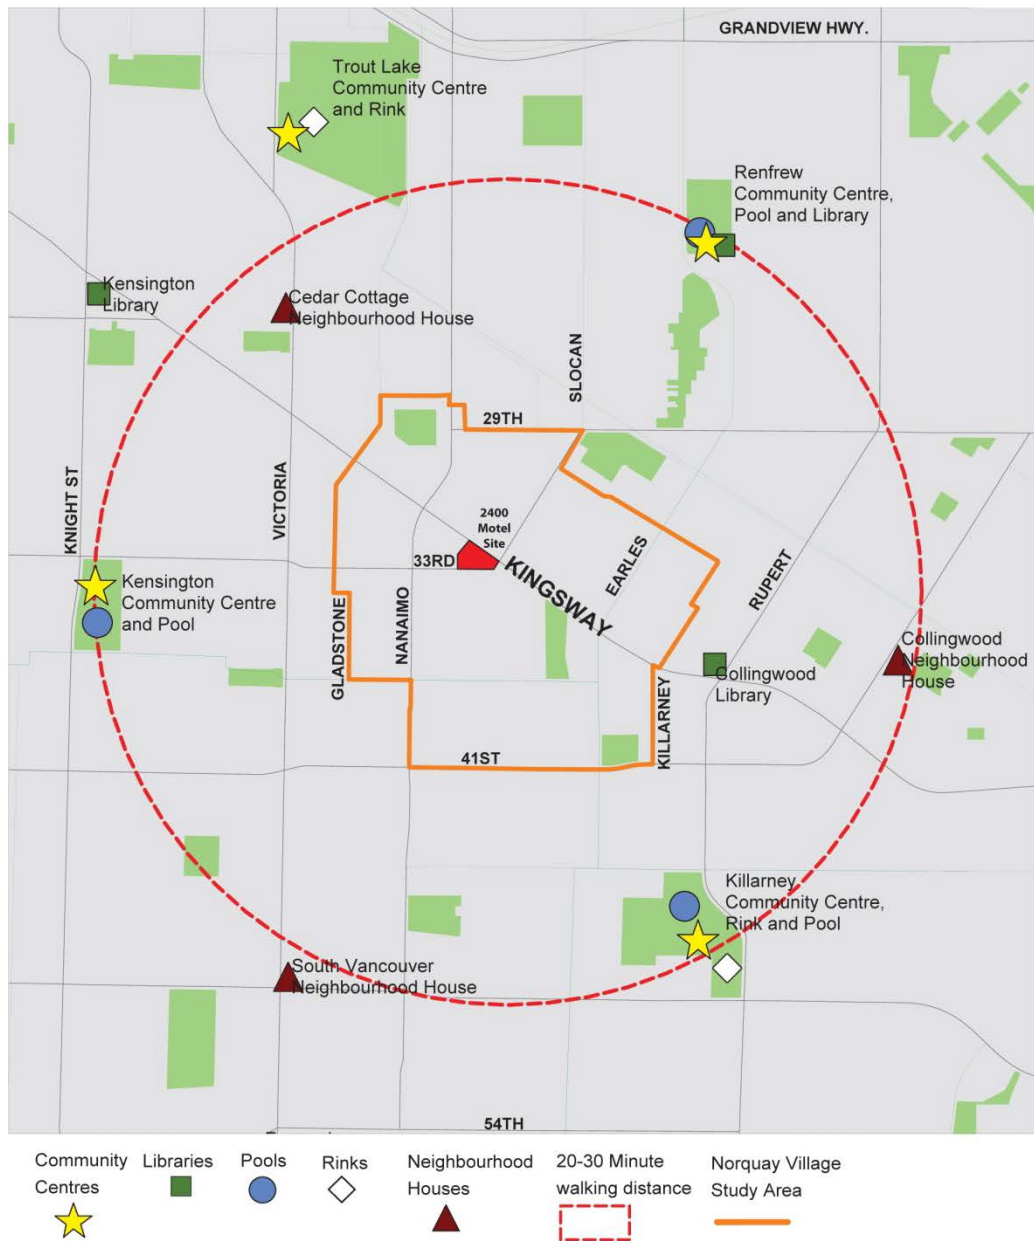 GRANDVIEW HWY.
Trout Lake
Community Centre
and Rink
Renfrew
Community Centre,
Pool and Library
Kensington
Library
Cedar Cottage
Neighbourhood House
SLOCAN
29TH
KNIGHT ST
VICTORIA
2400
Motel
Site
33RD
KINGSWAY
EARLES
RUPERT
Kensington
Community Centre
and Pool
GLADSTONE
NANAIMO
KILLARNEY
Collingwood
Library
Collingwood
Neighbourhood
House
41ST
Killarney
Community Centre,
Rink and Pool
South Vancouver
Neighbourhood House
54TH
Community
Centres
Libraries
Pools
Rinks
Neighbourhood
Houses
20-30 Minute
walking distance
Norquay Village
Study Area